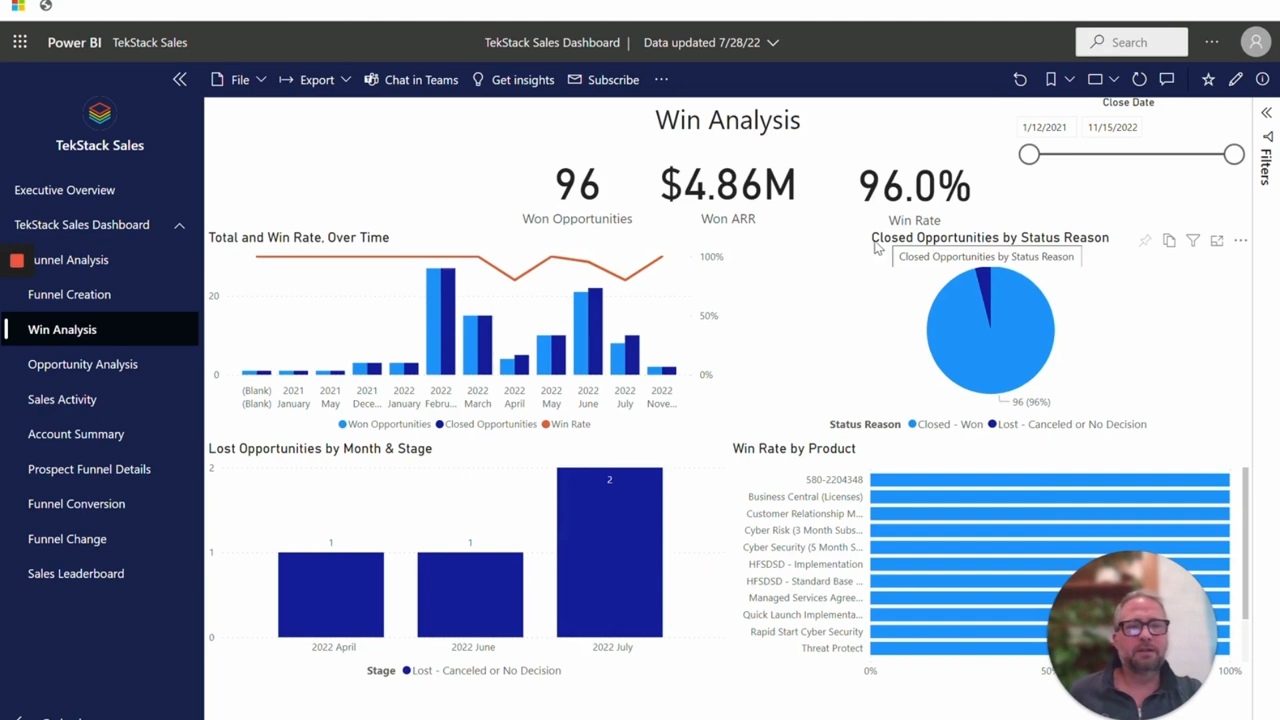 Power BI TekStack Sales
TekStack Sales Dashboard | Data updated 7/28/22
Search
File Export Chat in Teams Get insights Subscribe
TekStack Sales
Executive Overview
TekStack Sales Dashboard
unnel Analysis
Funnel Creation
Win Analysis
Opportunity Analysis
Sales Activity
Account Summary
Prospect Funnel Details
Funnel Conversion
Funnel Change
Sales Leaderboard
Win Analysis
Close Date
1/12/2021 11/15/2022
Filters
96
Won Opportunities
$4.86M
Won ARR
96.0%
Win Rate
Total and Win Rate, Over Time
20
0
100%
50%
0%
(Blank) 2021 2021 2021 2022 2022 2022 2022 2022 2022 2022 2022
(Blank) January May Dece... January Febru... March April May June July Nove...
Won Opportunities Closed Opportunities Win Rate
Closed Opportunities by Status Reason
Closed Opportunities by Status Reason
96 (96%)
Status Reason Closed - Won Lost - Canceled or No Decision
Lost Opportunities by Month & Stage
2
1
0
1
1
2
2022 April 2022 June 2022 July
Stage Lost - Canceled or No Decision
Win Rate by Product
580-2204348
Business Central (Licenses)
Customer Relationship M...
Cyber Risk (3 Month Subs...
Cyber Security (5 Month S...
HFSDSD - Implementation
HFSDSD - Standard Base ...
Managed Services Agree...
Quick Launch Implementa...
Rapid Start Cyber Security
Threat Protect
0% 100%